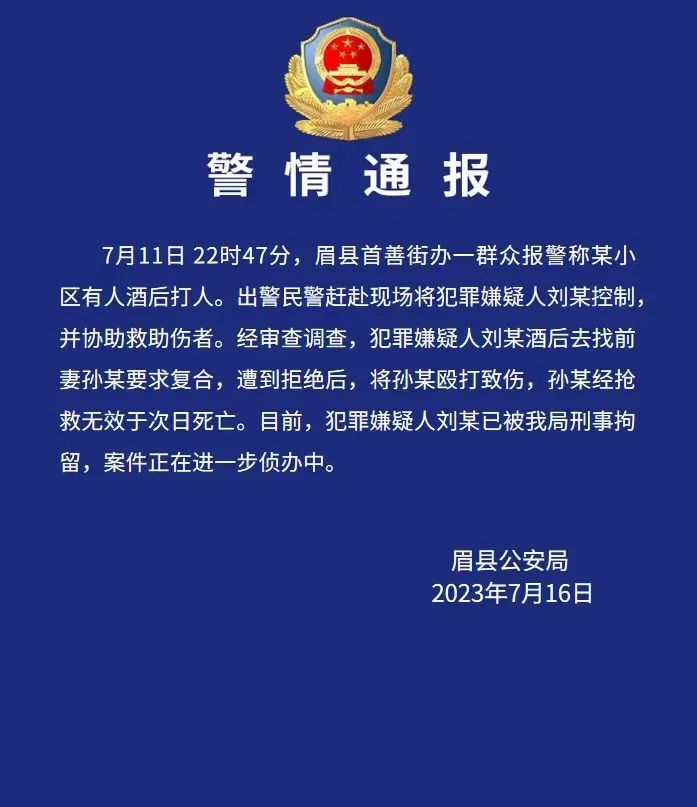 警情通报
7月11日 22时47分，眉县首善街办一群众报警称某小
区有人酒后打人。出警民警赶赴现场将犯罪嫌疑人刘某控制，
并协助救助伤者。经审查调查，犯罪嫌疑人刘某酒后去找前
妻孙某要求复合，遭到拒绝后，将孙某殴打致伤，孙某经抢
救无效于次日死亡。目前，犯罪嫌疑人刘某已被我局刑事拘
留，案件正在进一步侦办中。
眉县公安局
2023年7月16日